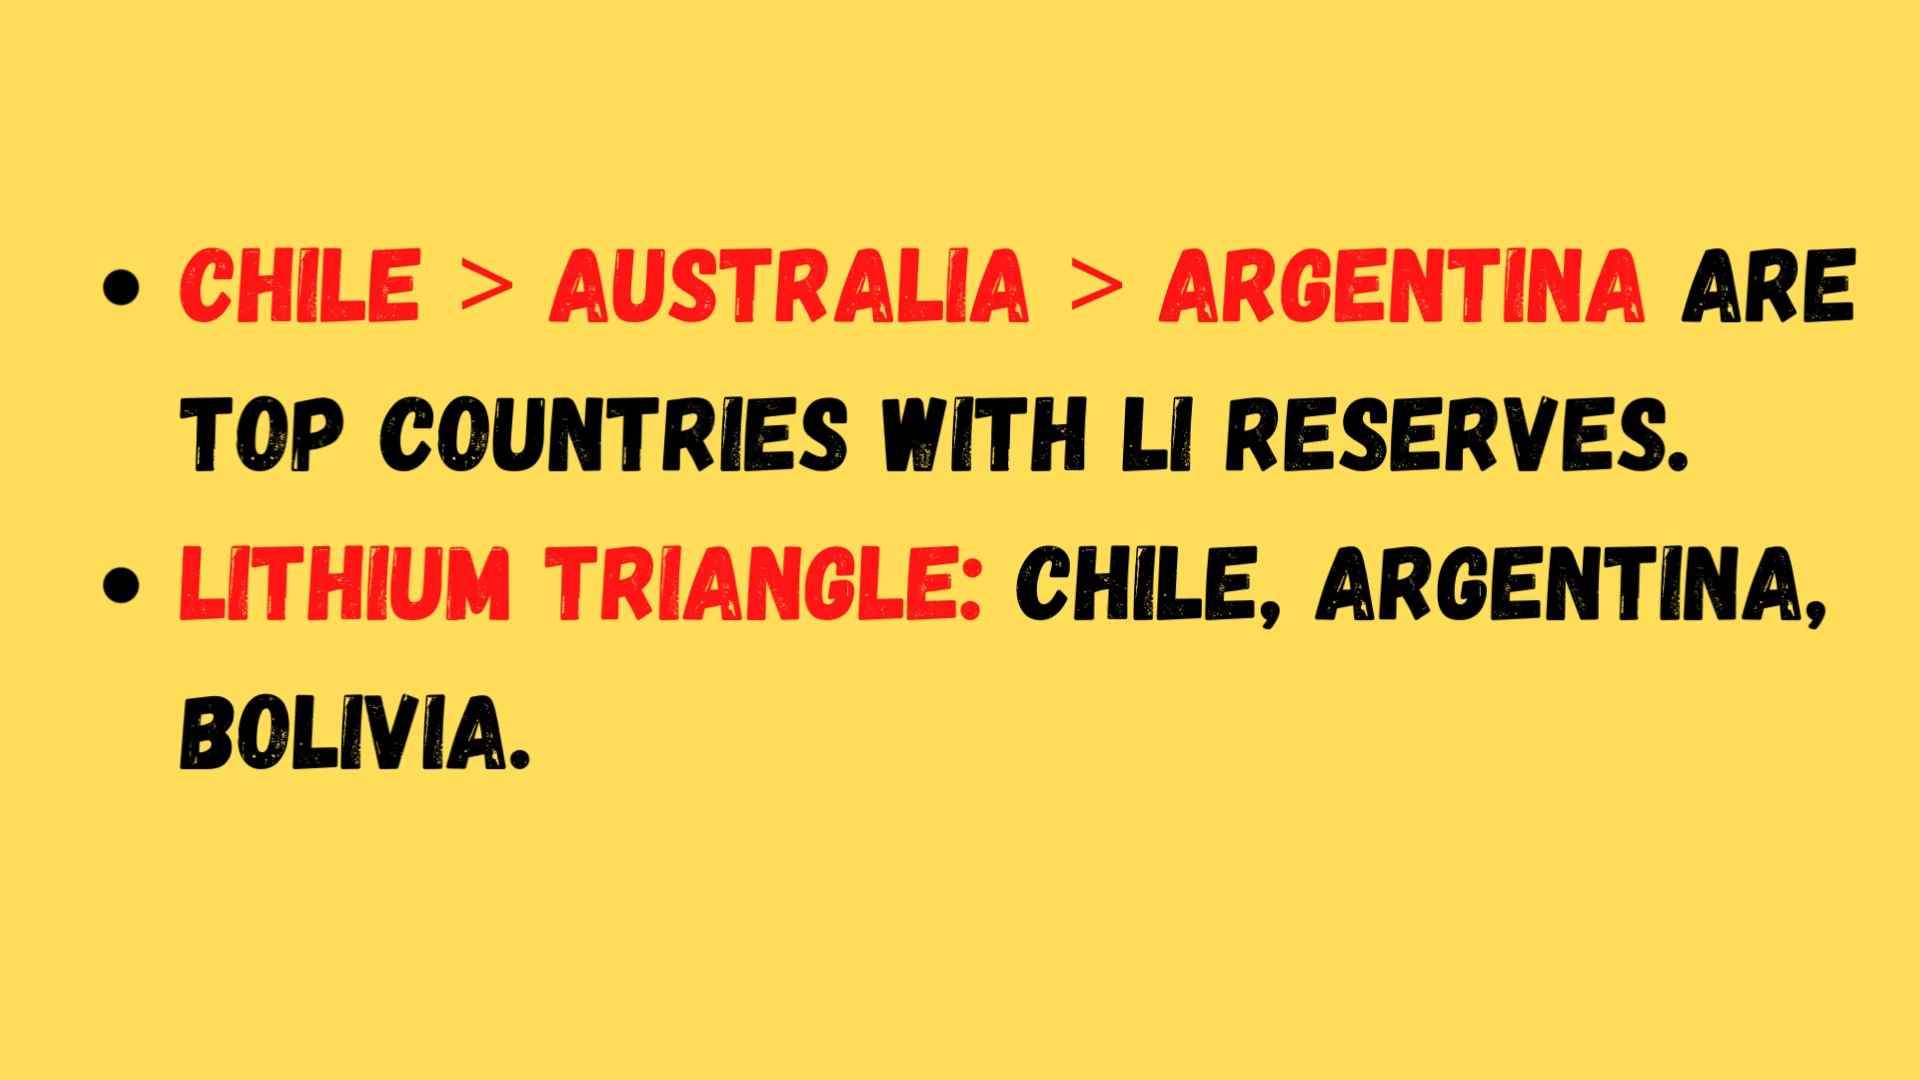 • CHILE > AUSTRALIA > ARGENTINA ARE
TOP COUNTRIES WITH LI RESERVES.
• LITHIUM TRIANGLE: CHILE, ARGENTINA,
BOLIVIA.